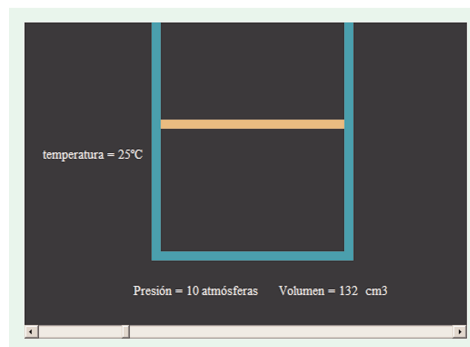 temperatura = 25ºC
Presión = 10 atmósferas Volumen = 132 cm3